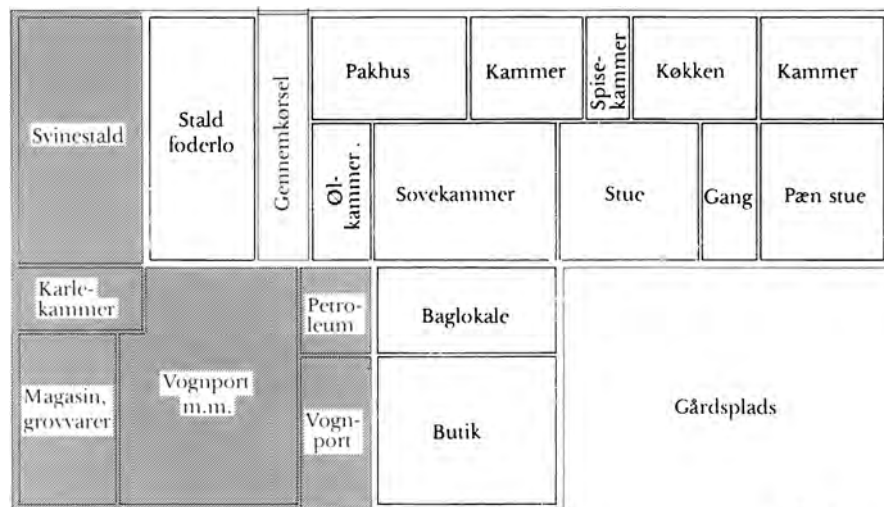 Svinestald
Stald
foderlo
Gennemkørsel
Pakhus
Kammer
Spise-
kammer
Køkken
Kammer
Øl-
kammer.
Sovekammer
Stue
Gang
Pæn stue
Karle-
kammer
Petro-
leum
Baglokale
Magasin,
grovvarer
Vognport
m.m.
Vogn-
port
Butik
Gårdsplads